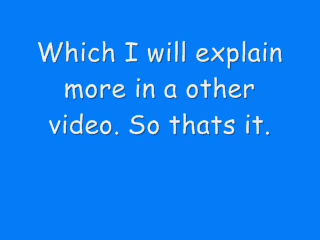 Which I will explain
more in a other
video. So thats it.